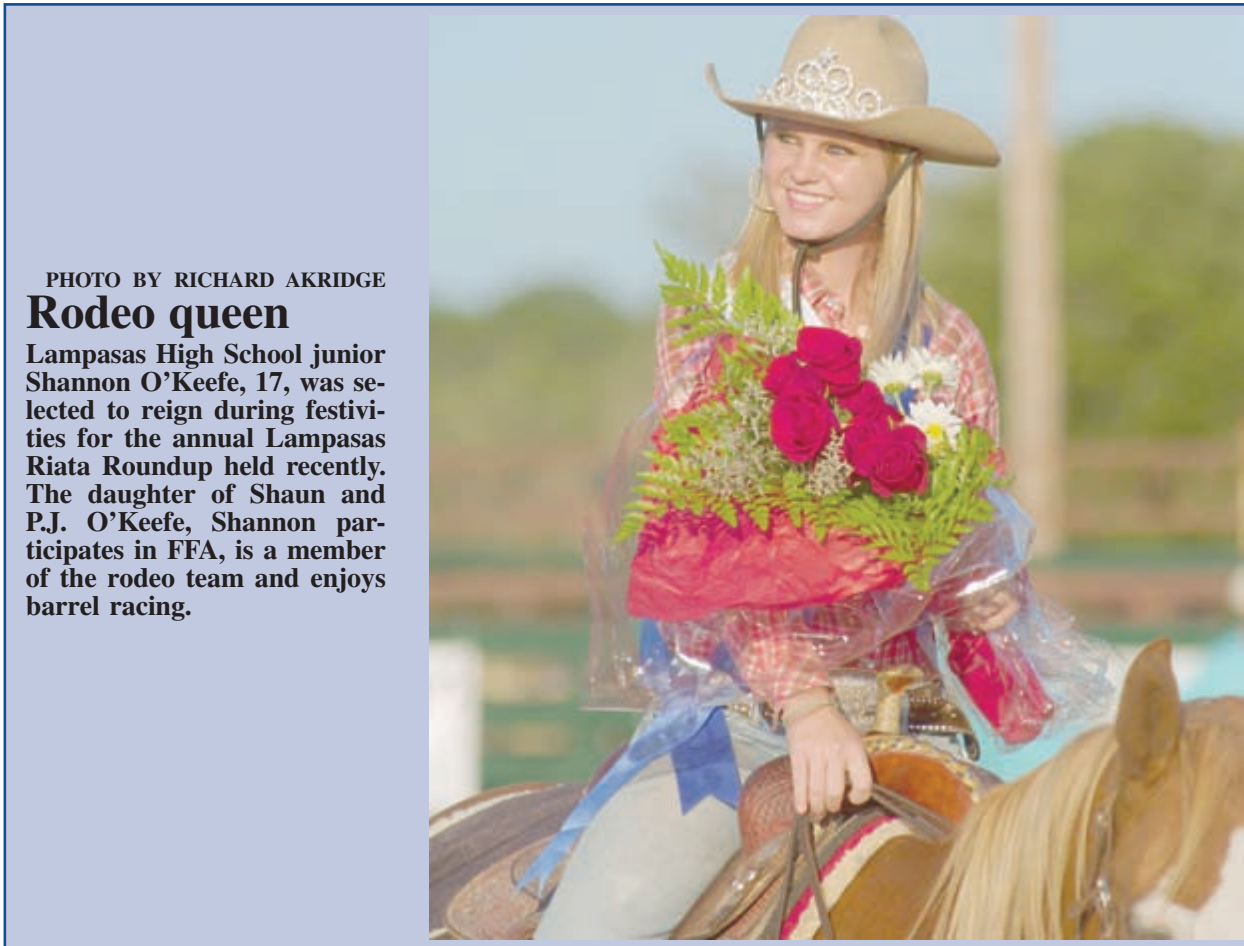 PHOTO BY RICHARD AKRIDGE
Rodeo queen
Lampasas High School junior
Shannon O’Keefe, 17, was se-
lected to reign during festivi-
ties for the annual Lampasas
Riata Roundup held recently.
The daughter of Shaun and
P.J. O’Keefe, Shannon par-
ticipates in FFA, is a member
of the rodeo team and enjoys
barrel racing.